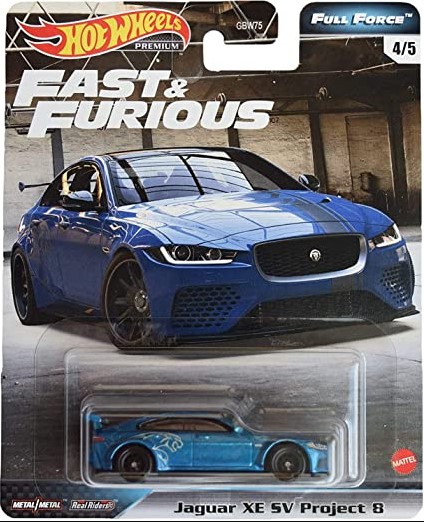 Hot Wheels
PREMIUM
GBW75
FULL FORCE™
4/5
FAST &
FURIOUS
METAL/METAL
Real Riders®
Jaguar XE SV Project 8
MATTEL